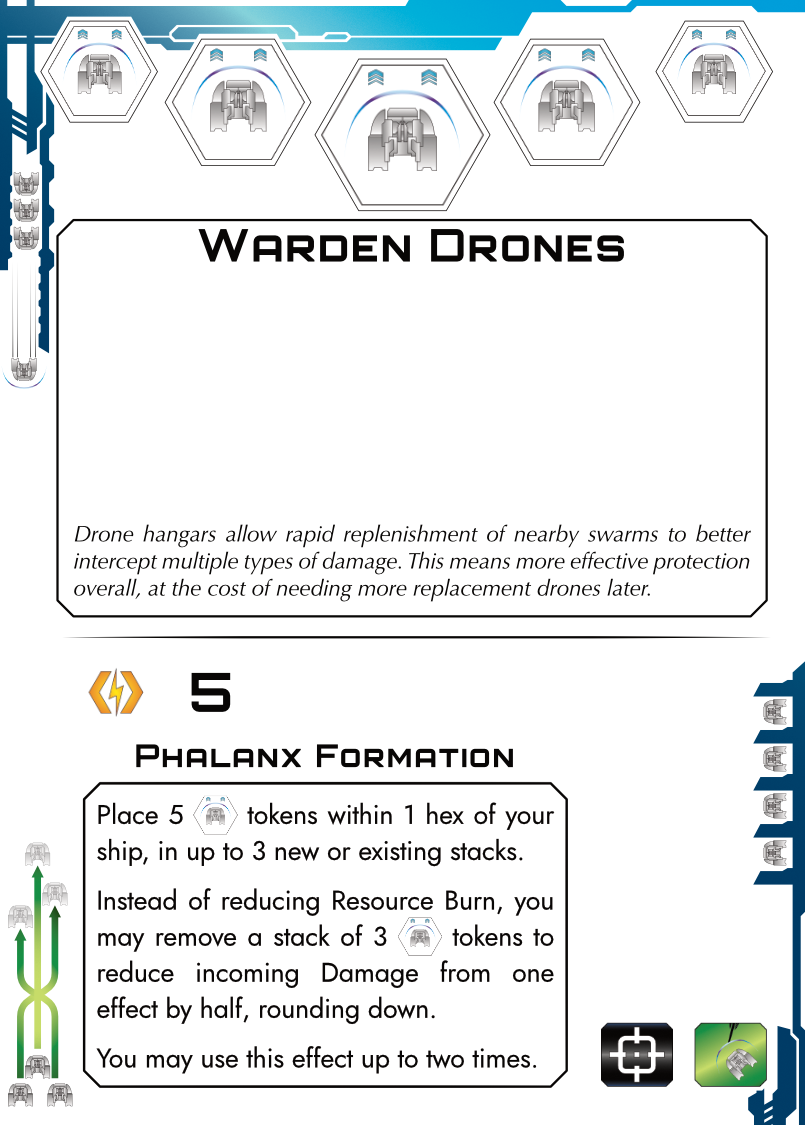 Warden Drones
Drone hangars allow rapid replenishment of nearby swarms to better
intercept multiple types of damage. This means more effective protection
overall, at the cost of needing more replacement drones later.
5
Phalanx Formation
Place 5 tokens within 1 hex of your
ship, in up to 3 new or existing stacks.
Instead of reducing Resource Burn, you
may remove a stack of 3 tokens to
reduce incoming Damage from one
effect by half, rounding down.
You may use this effect up to two times.